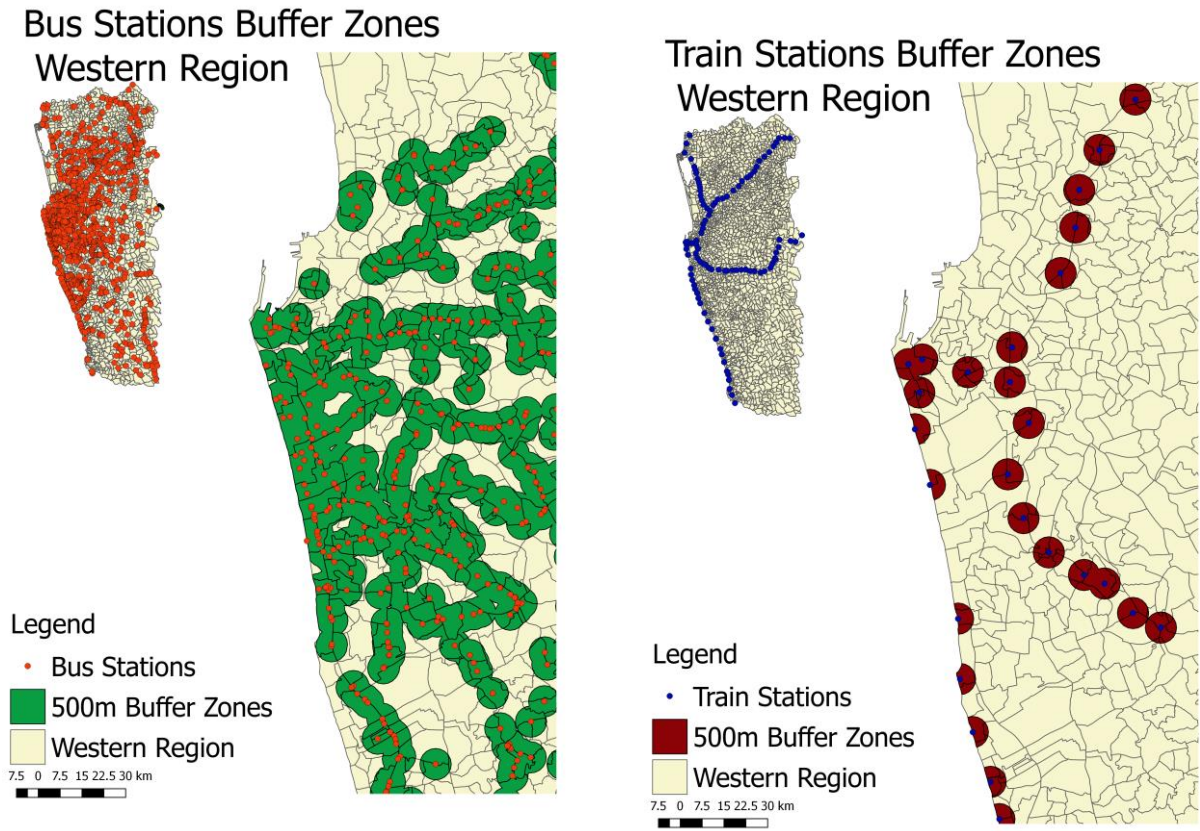 Bus Stations Buffer Zones
Western Region
Legend
Bus Stations
500m Buffer Zones
Western Region
7.5 0 7.5 15 22.5 30 km
Train Stations Buffer Zones
Western Region
Legend
Train Stations
500m Buffer Zones
Western Region
7.5 0 7.5 15 22.5 30 km